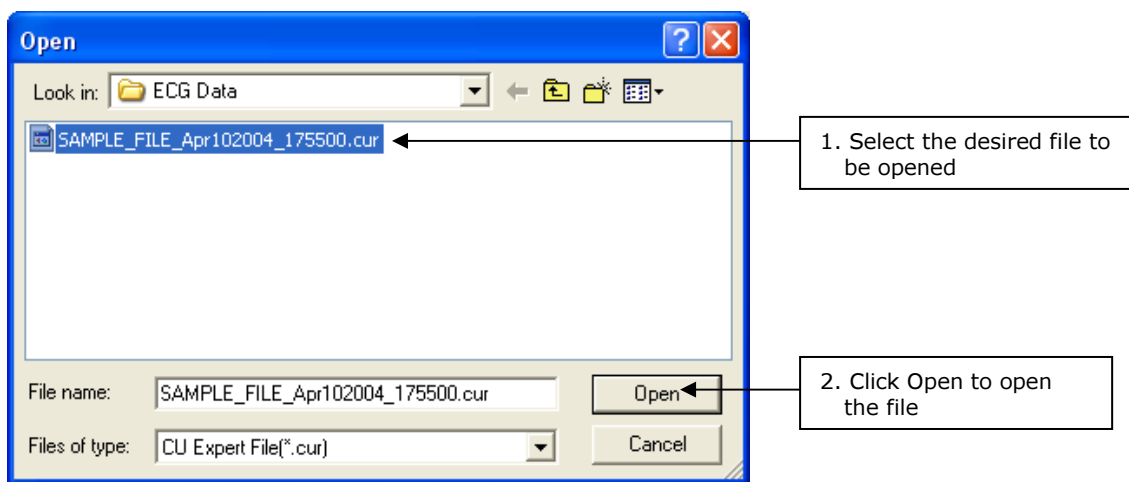 Open
Look in: ECG Data
SAMPLE_FILE_Apr102004_175500.cur
1. Select the desired file to
be opened
File name: SAMPLE_FILE_Apr102004_175500.cur Open
2. Click Open to open
the file
Files of type: CU Expert File(*.cur) Cancel